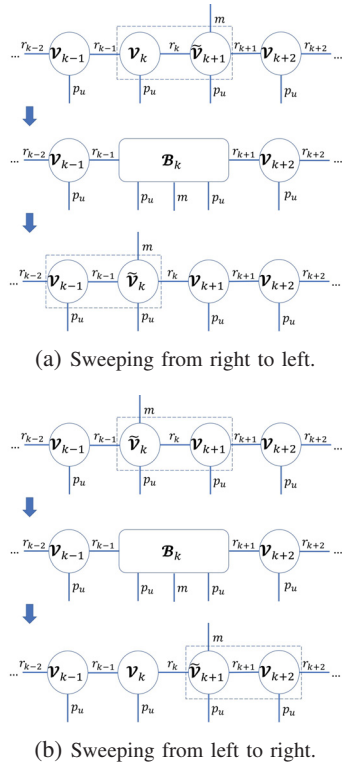 m
... r_{k-2} 𝓥_{k-1} r_{k-1} 𝓥_k r_k 𝓥̃_{k+1} r_{k+1} 𝓥_{k+2} r_{k+2} ...
p_u p_u p_u p_u
... r_{k-2} 𝓥_{k-1} r_{k-1} 𝓑_k r_{k+1} 𝓥_{k+2} r_{k+2} ...
p_u p_u m p_u p_u
m
... r_{k-2} 𝓥_{k-1} r_{k-1} 𝓥̃_k r_k 𝓥_{k+1} r_{k+1} 𝓥_{k+2} r_{k+2} ...
p_u p_u p_u p_u
(a) Sweeping from right to left.
m
... r_{k-2} 𝓥_{k-1} r_{k-1} 𝓥̃_k r_k 𝓥_{k+1} r_{k+1} 𝓥_{k+2} r_{k+2} ...
p_u p_u p_u p_u
... r_{k-2} 𝓥_{k-1} r_{k-1} 𝓑_k r_{k+1} 𝓥_{k+2} r_{k+2} ...
p_u p_u m p_u p_u
m
... r_{k-2} 𝓥_{k-1} r_{k-1} 𝓥_k r_k 𝓥̃_{k+1} r_{k+1} 𝓥_{k+2} r_{k+2} ...
p_u p_u p_u p_u
(b) Sweeping from left to right.